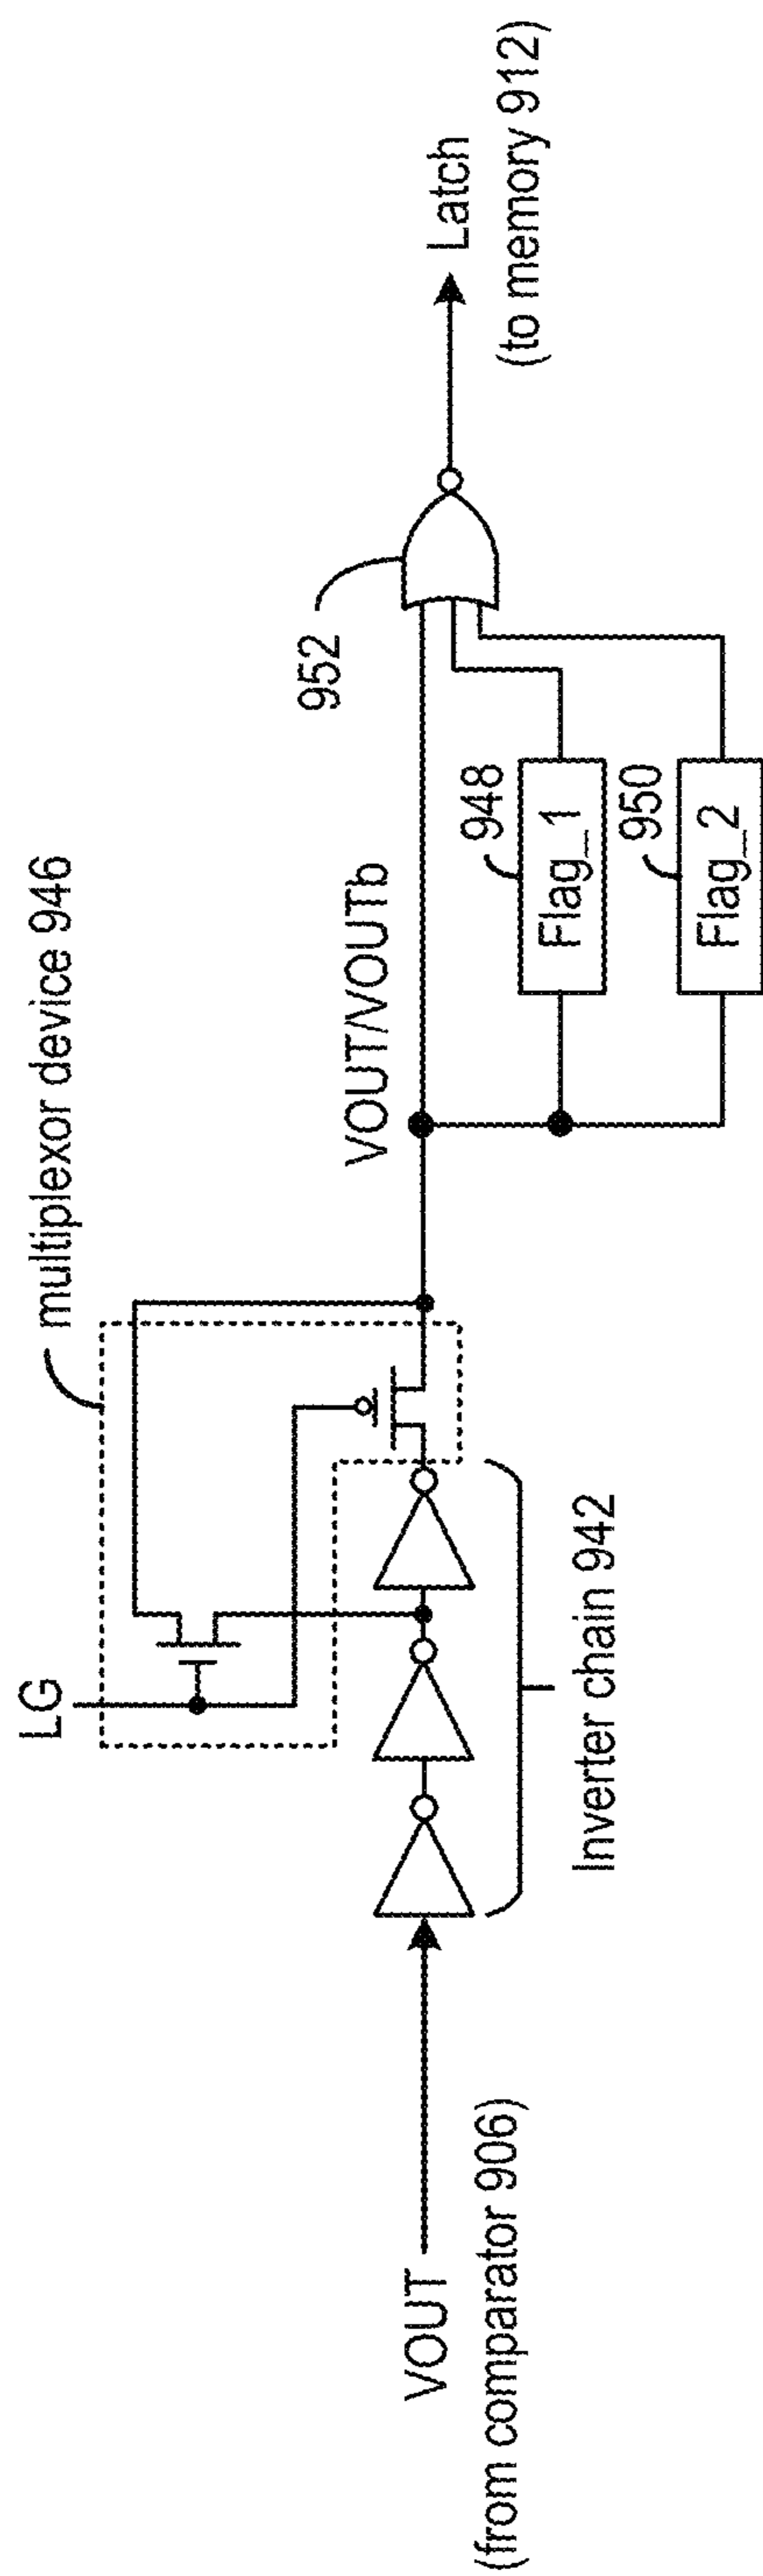 VOUT
(from comparator 906)
LG
multiplexor device 946
Inverter chain 942
VOUT/VOUTb
948
Flag_1
950
Flag_2
952
Latch
(to memory 912)